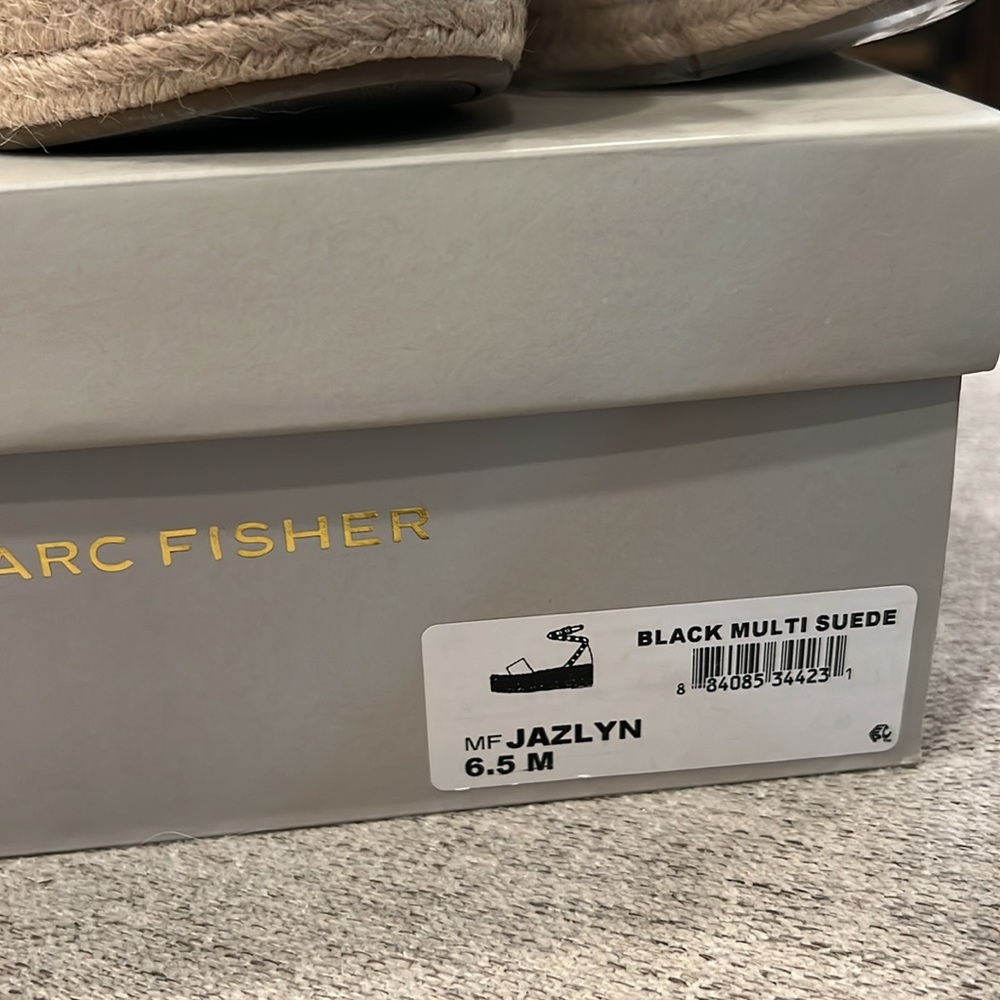 ARC FISHER
BLACK MULTI SUEDE
8 84085 34423 1
MF JAZLYN
6.5 M